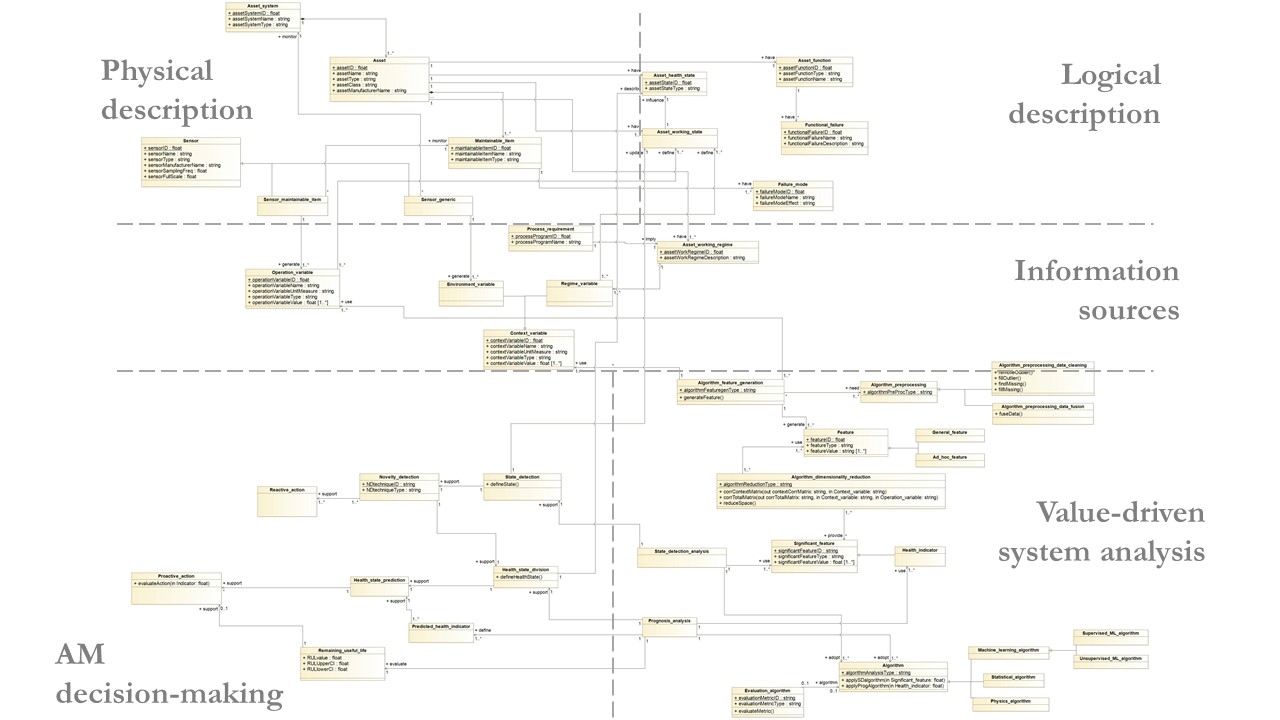 Physical
description
Logical
description
Information
sources
Value-driven
system analysis
AM
decision-making
Asset_system
+ assetSystemID : float
+ assetSystemName : string
+ assetSystemType : string
+ monitor
1
1
1..*
Asset
+ assetID : float
+ assetName : string
+ assetType : string
+ assetClass : string
+ assetManufacturerName : string
Asset_health_state
+ assetStateID : float
+ assetStateType : string
+ influence
+ have
Asset_function
+ assetFunctionID : float
+ assetFunctionType : string
+ assetFunctionName : string
+ have
Functional_failure
+ functionalFailureID : float
+ functionalFailureName : string
+ functionalFailureDescription : string
Sensor
+ sensorID : float
+ sensorName : string
+ sensorType : string
+ sensorManufacturerName : string
+ sensorSamplingFreq : float
+ sensorFullScale : float
+ monitor
Maintainable_item
+ maintainableItemID : float
+ maintainableItemName : string
+ maintainableItemType : string
Asset_working_state
+ define
+ define
+ have
Failure_mode
+ failureModeID : float
+ failureModeName : string
+ failureModeEffect : string
Sensor_maintainable_item
Sensor_generic
Process_requirement
+ processProgramID : float
+ processProgramName : string
+ imply
+ have
Asset_working_regime
+ assetWorkRegimeID : float
+ assetWorkRegimeDescription : string
+ generate
Operation_variable
+ operationVariableID : float
+ operationVariableName : string
+ operationVariableUnitMeasure : string
+ operationVariableType : string
+ operationVariableValue : float [1..*]
+ use
+ generate
Environment_variable
Regime_variable
Context_variable
+ contextVariableID : float
+ contextVariableName : string
+ contextVariableUnitMeasure : string
+ contextVariableType : string
+ contextVariableValue : float [1..*]
+ use
Algorithm_feature_generation
+ algorithmFeaturegenType : string
+ generateFeature()
+ need
Algorithm_preprocessing
+ algorithmPreProcType : string
Algorithm_preprocessing_data_cleaning
+ fillOutlier()
+ findMissing()
+ fillMissing()
Algorithm_preprocessing_data_fusion
+ fuseData()
+ generate
+ use
Feature
+ featureID : float
+ featureType : string
+ featureValue : string [1..*]
General_feature
Ad_hoc_feature
Algorithm_dimensionality_reduction
+ algorithmReductionType : string
+ corrContextMatrix(out contextCorrMatrix: string, in Context_variable: string)
+ corrTotalMatrix(out corrTotalMatrix: string, in Context_variable: string, in Operation_variable: string)
+ reduceSpace()
+ provide
Significant_feature
+ significantFeatureID : string
+ significantFeatureType : string
+ significantFeatureValue : float [1..*]
+ use
Health_indicator
+ use
Reactive_action
+ support
Novelty_detection
+ NDtechniqueID : string
+ NDtechniqueType : string
+ support
State_detection
+ defineState()
+ support
State_detection_analysis
Proactive_action
+ evaluateAction(in Indicator: float)
+ support
+ support
0..1
Health_state_prediction
+ support
+ support
Health_state_division
+ defineHealthState()
+ support
+ support
Predicted_health_indicator
+ define
Prognosis_analysis
Remaining_useful_life
+ RULvalue : float
+ RULUpperCI : float
+ RULlowerCI : float
+ evaluate
+ adopt
+ adopt
Algorithm
+ algorithmAnalysisType : string
+ applySDalgorithm(in Significant_feature: float)
+ applyProgAlgorithm(in Health_indicator: float)
+ algorithm
0..1
0..1
Evaluation_algorithm
+ evaluationMetricID : string
+ evaluationMetricType : string
+ evaluateMetric()
Machine_learning_algorithm
Supervised_ML_algorithm
Unsupervised_ML_algorithm
Statistical_algorithm
Physics_algorithm